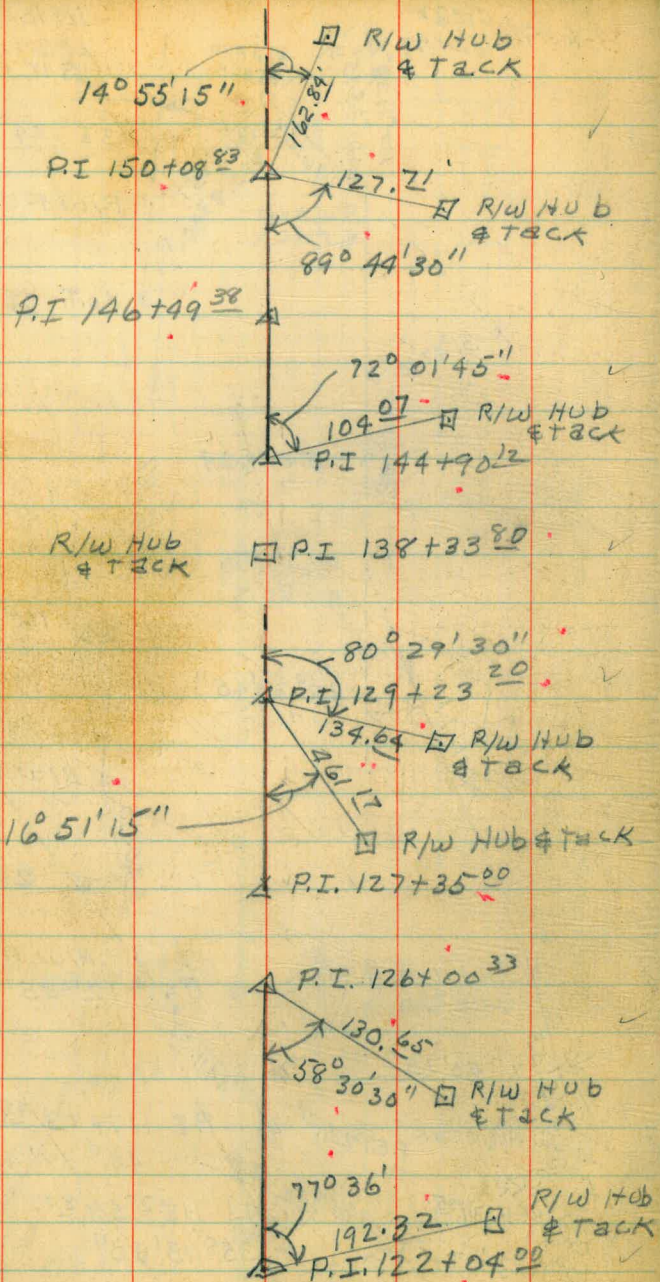 R/W Hub
& Tack
14° 55' 15"
162.84'
P.I 150+08 83
127.71'
R/W Hub
& Tack
89° 44' 30"
P.I 146+49 38
72° 01' 45"
104 07
R/W Hub
& Tack
P.I 144+90 12
R/W Hub
& Tack
P.I 138+33 80
80° 29' 30"
P.I 129+23 20
134.64
R/W Hub
& Tack
461 17
16° 51' 15"
R/W Hub & Tack
P.I. 127+35 00
P.I. 126+00 33
130.65
58° 30' 30"
R/W Hub
& Tack
77° 36'
R/W Hub
& Tack
192.32
P.I. 122+04 00